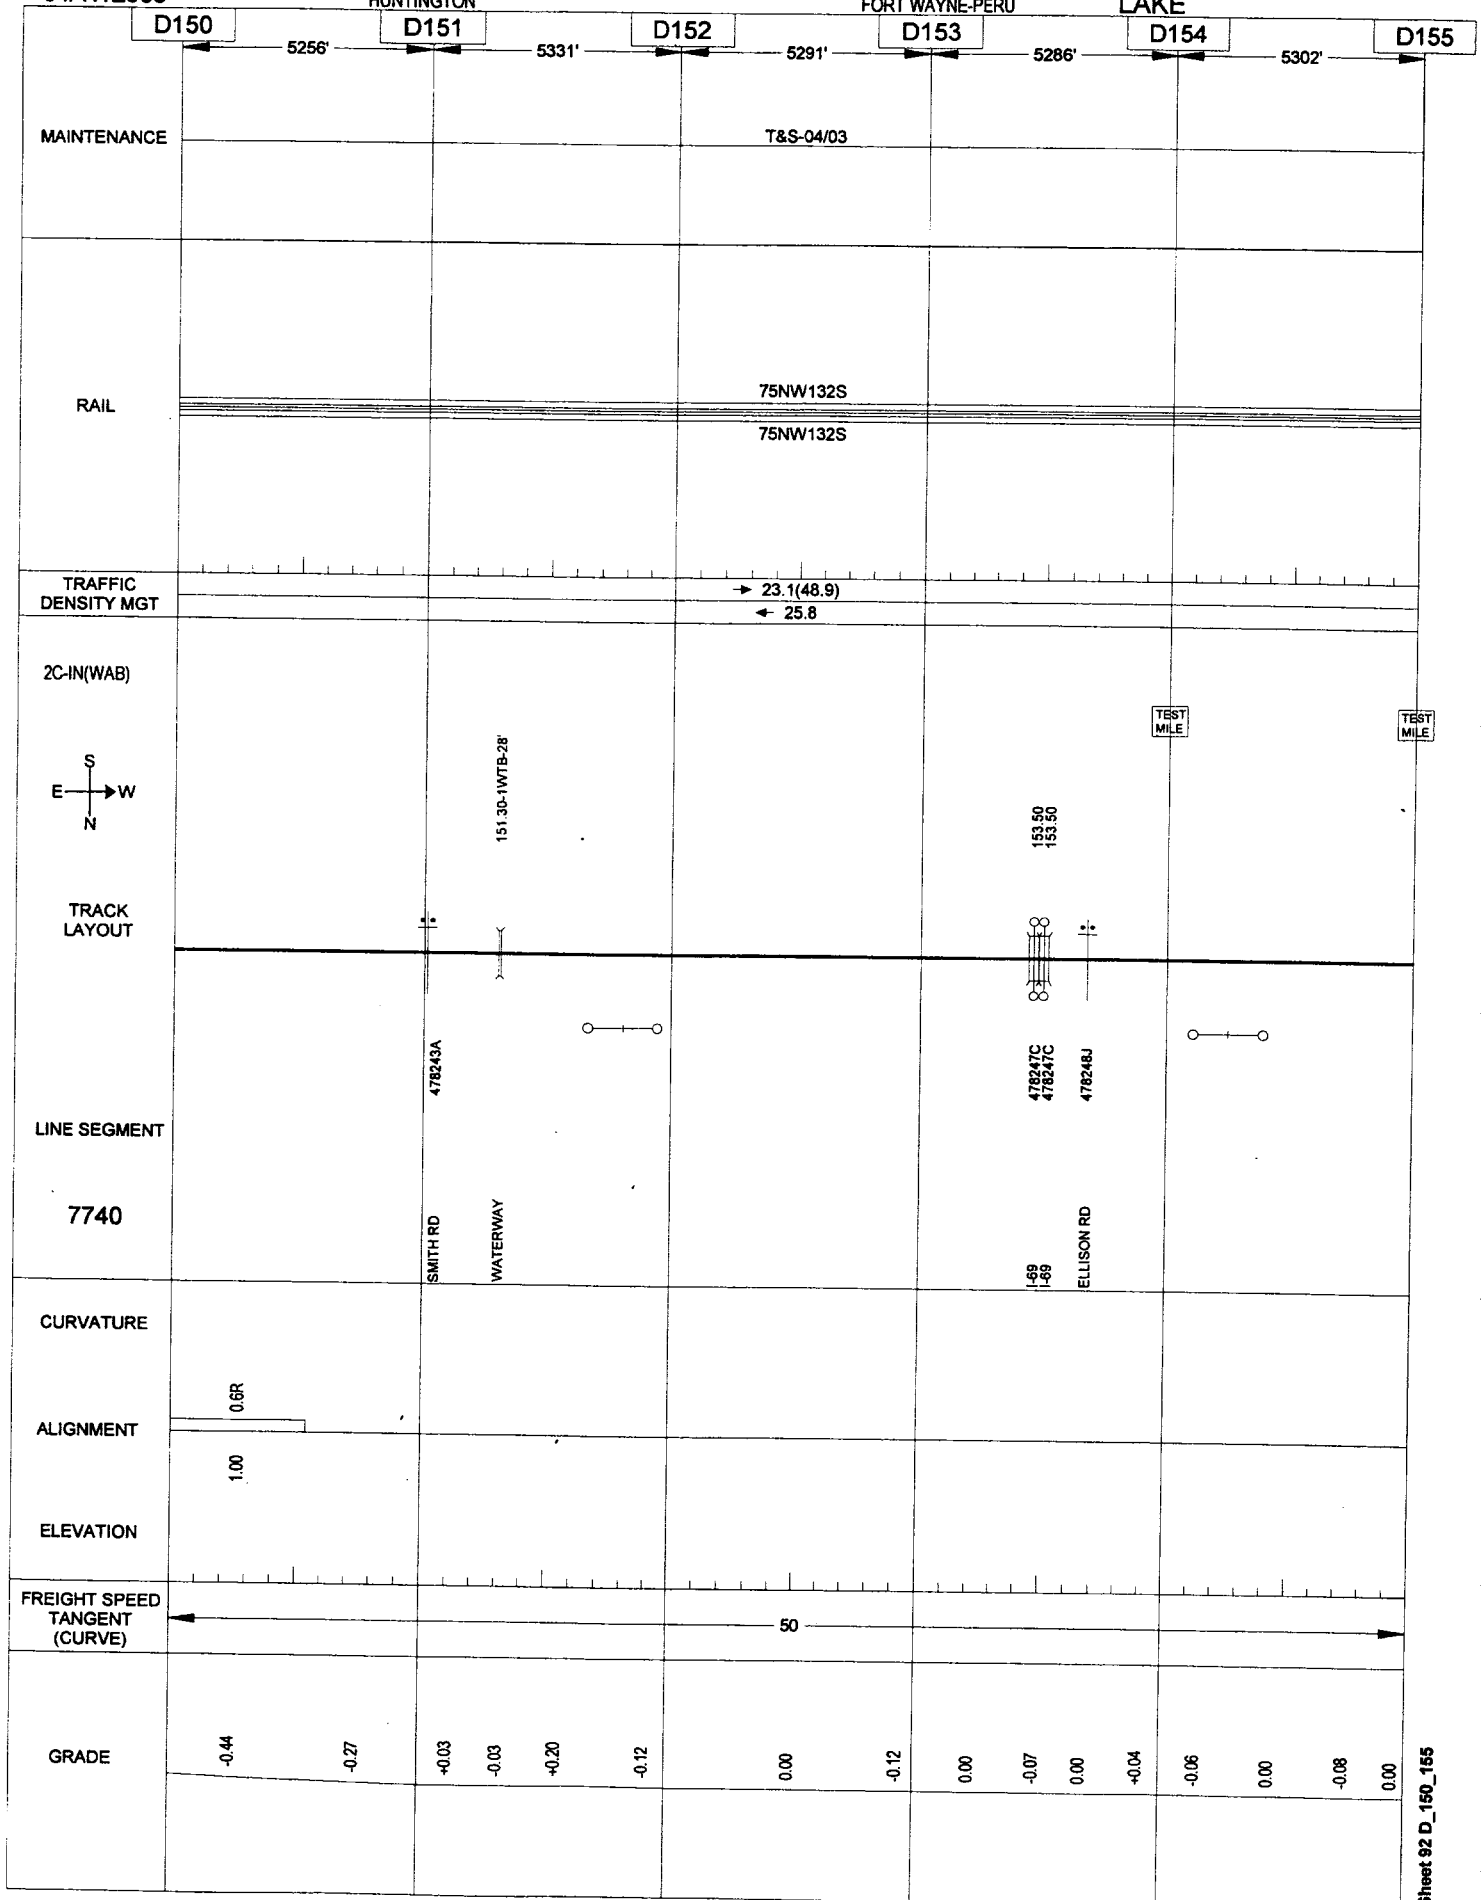 HUNTINGTON
FORT WAYNE-PERU
LAKE
D150
D151
D152
D153
D154
D155
5256'
5331'
5291'
5286'
5302'
MAINTENANCE
T&S-04/03
RAIL
75NW132S
75NW132S
TRAFFIC
DENSITY MGT
23.1(48.9)
25.8
2C-IN(WAB)
S
E
W
N
151.30-1WTB-28'
153.50
153.50
TEST
MILE
TEST
MILE
TRACK
LAYOUT
478243A
478247C
478247C
478248J
LINE SEGMENT
7740
SMITH RD
WATERWAY
I-69
I-69
ELLISON RD
CURVATURE
0.6R
ALIGNMENT
1.00
ELEVATION
FREIGHT SPEED
TANGENT
(CURVE)
50
GRADE
-0.44
-0.27
+0.03
-0.03
+0.20
-0.12
0.00
-0.12
0.00
-0.07
0.00
+0.04
-0.06
0.00
-0.08
0.00
Sheet 92 D_150_155